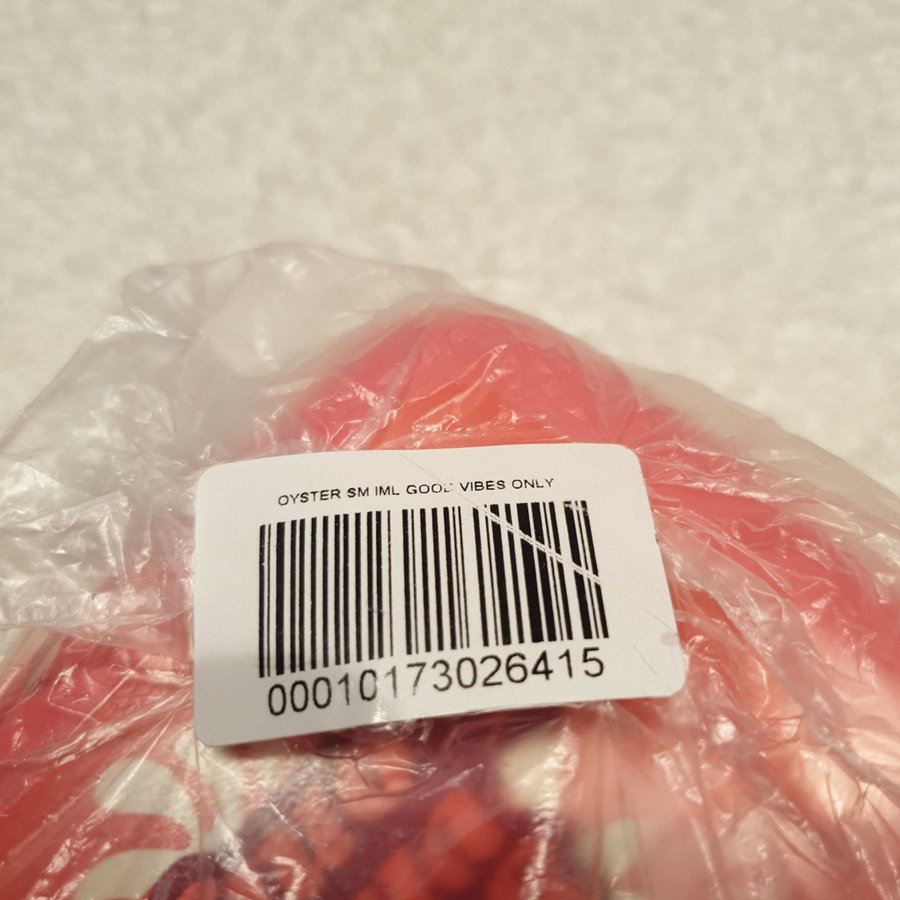 OYSTER SM IML GOOD VIBES ONLY
00010173026415